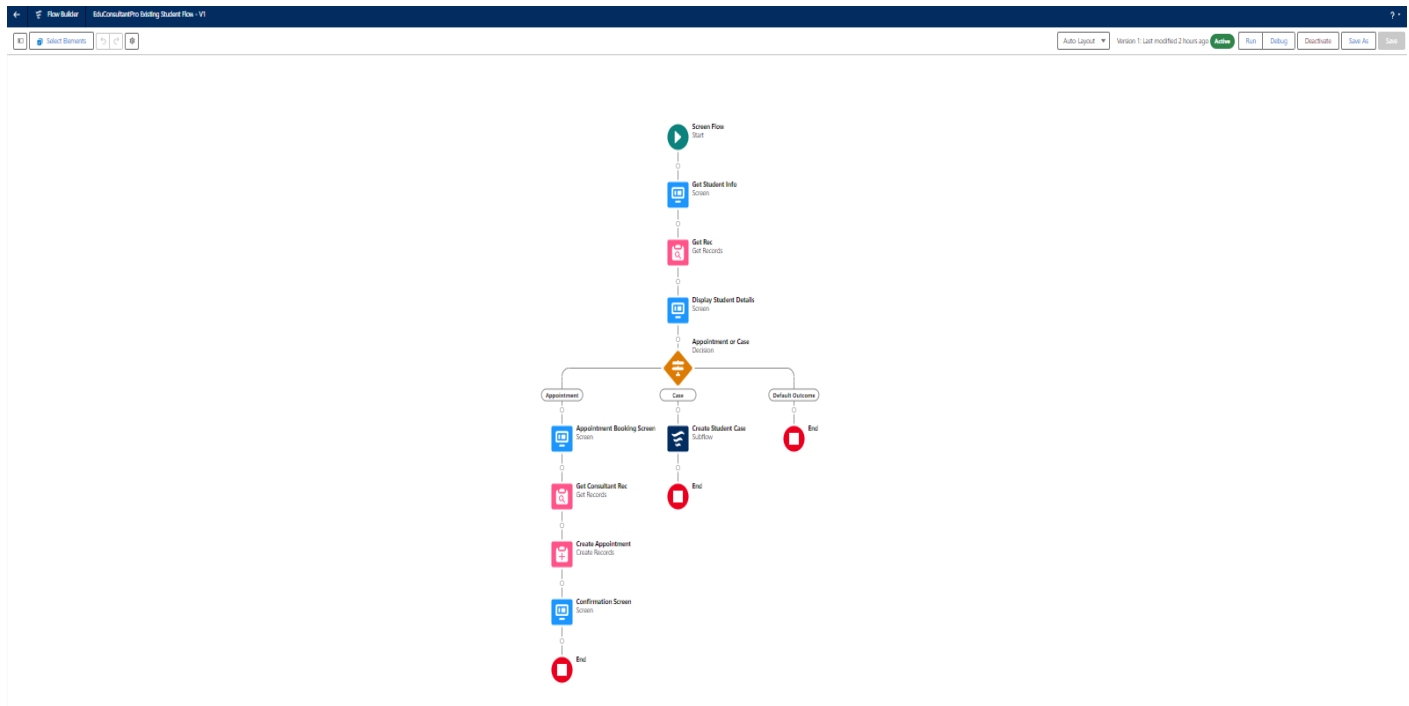 Flow Builder EduConsultantPro Existing Student Flow - V1 ?
Select Elements Auto-Layout Version 1: Last modified 2 hours ago Active Run Debug Deactivate Save As Save
Screen Flow
Start
Get Student Info
Screen
Get Rec
Get Records
Display Student Details
Screen
Appointment or Case
Decision
Appointment Case Default Outcome
Appointment Booking Screen Create Student Case End
Screen Subflow
Get Consultant Rec End
Get Records
Create Appointment
Create Records
Confirmation Screen
Screen
End